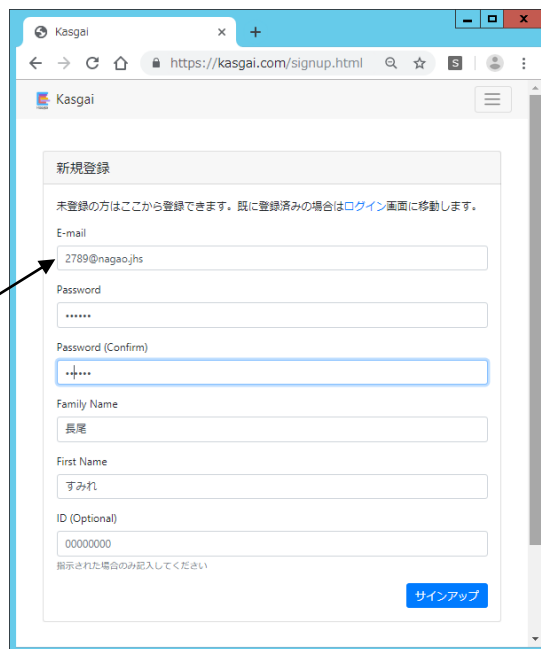 Kasgai
https://kasgai.com/signup.html
S
Kasgai
新規登録
未登録の方はここから登録できます。既に登録済みの場合はログイン画面に移動します。
E-mail
2789@nagao.jhs
Password
••••••
Password (Confirm)
••••••
Family Name
長尾
First Name
すみれ
ID (Optional)
00000000
指示された場合のみ記入してください
サインアップ